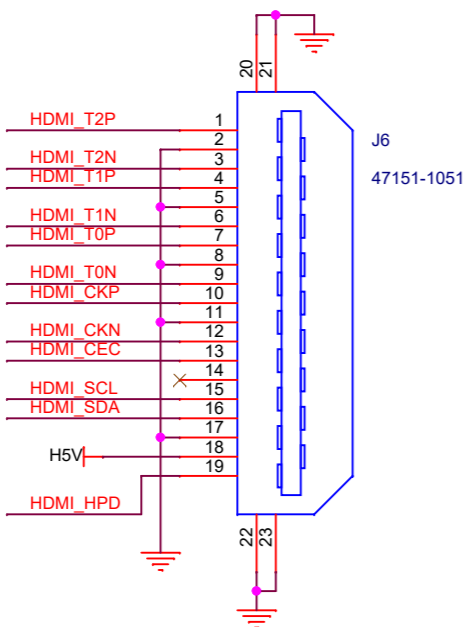 20 21
HDMI_T2P 1
2
HDMI_T2N 3
HDMI_T1P 4
5
HDMI_T1N 6
HDMI_T0P 7
8
HDMI_T0N 9
HDMI_CKP 10
11
HDMI_CKN 12
HDMI_CEC 13
14
HDMI_SCL 15
HDMI_SDA 16
17
H5V 18
19
HDMI_HPD
22 23
J6
47151-1051